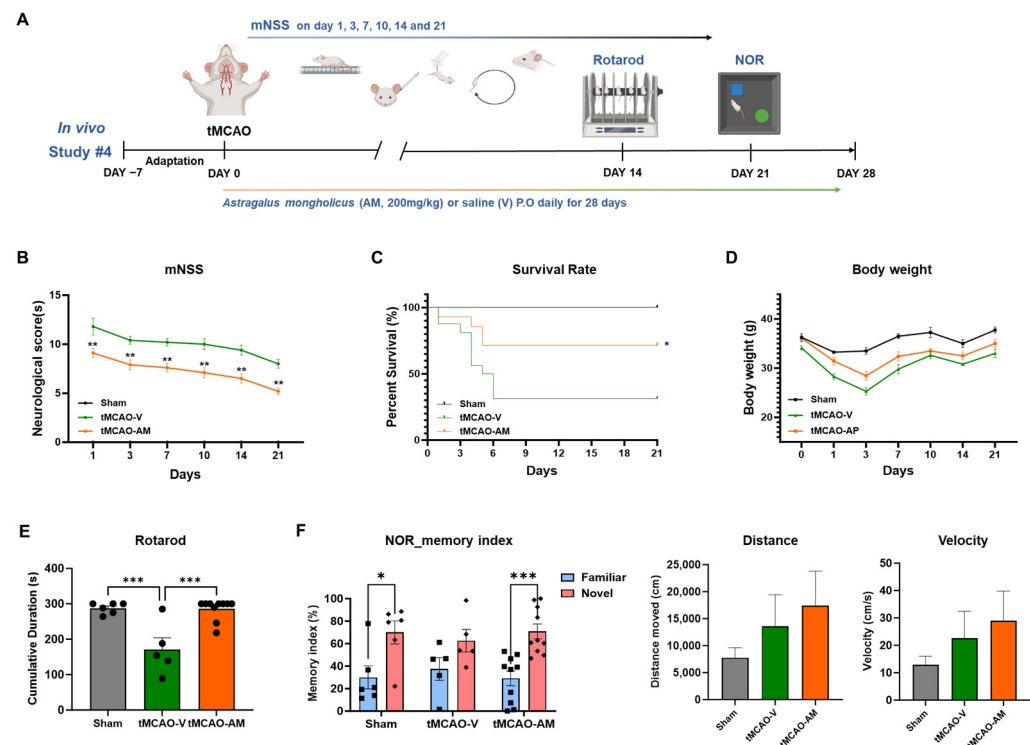 A
mNSS on day 1, 3, 7, 10, 14 and 21
Rotarod
NOR
tMCAO
In vivo
Study #4
Adaptation
DAY −7
DAY 0
DAY 14
DAY 21
DAY 28
Astragalus mongholicus (AM, 200mg/kg) or saline (V) P.O daily for 28 days
B
mNSS
Neurological score(s)
15
10
5
0
**
**
**
**
**
**
Sham
tMCAO-V
tMCAO-AM
1 3 7 10 14 21
Days
C
Survival Rate
Percent Survival (%)
100
50
0
*
Sham
tMCAO-V
tMCAO-AM
0 3 6 9 12 15 18 21
Days
D
Body weight
Body weight (g)
40
30
20
Sham
tMCAO-V
tMCAO-AP
0 1 3 7 10 14 21
Days
E
Rotarod
Cumulative Duration (s)
400
300
200
100
0
***
***
Sham tMCAO-V tMCAO-AM
F
NOR_memory index
Memory index (%)
100
80
60
40
20
0
*
***
Familiar
Novel
Sham tMCAO-V tMCAO-AM
Distance
Distance moved (cm)
25,000
20,000
15,000
10,000
5,000
0
Sham
tMCAO-V
tMCAO-AM
Velocity
Velocity (cm/s)
50
40
30
20
10
0
Sham
tMCAO-V
tMCAO-AM